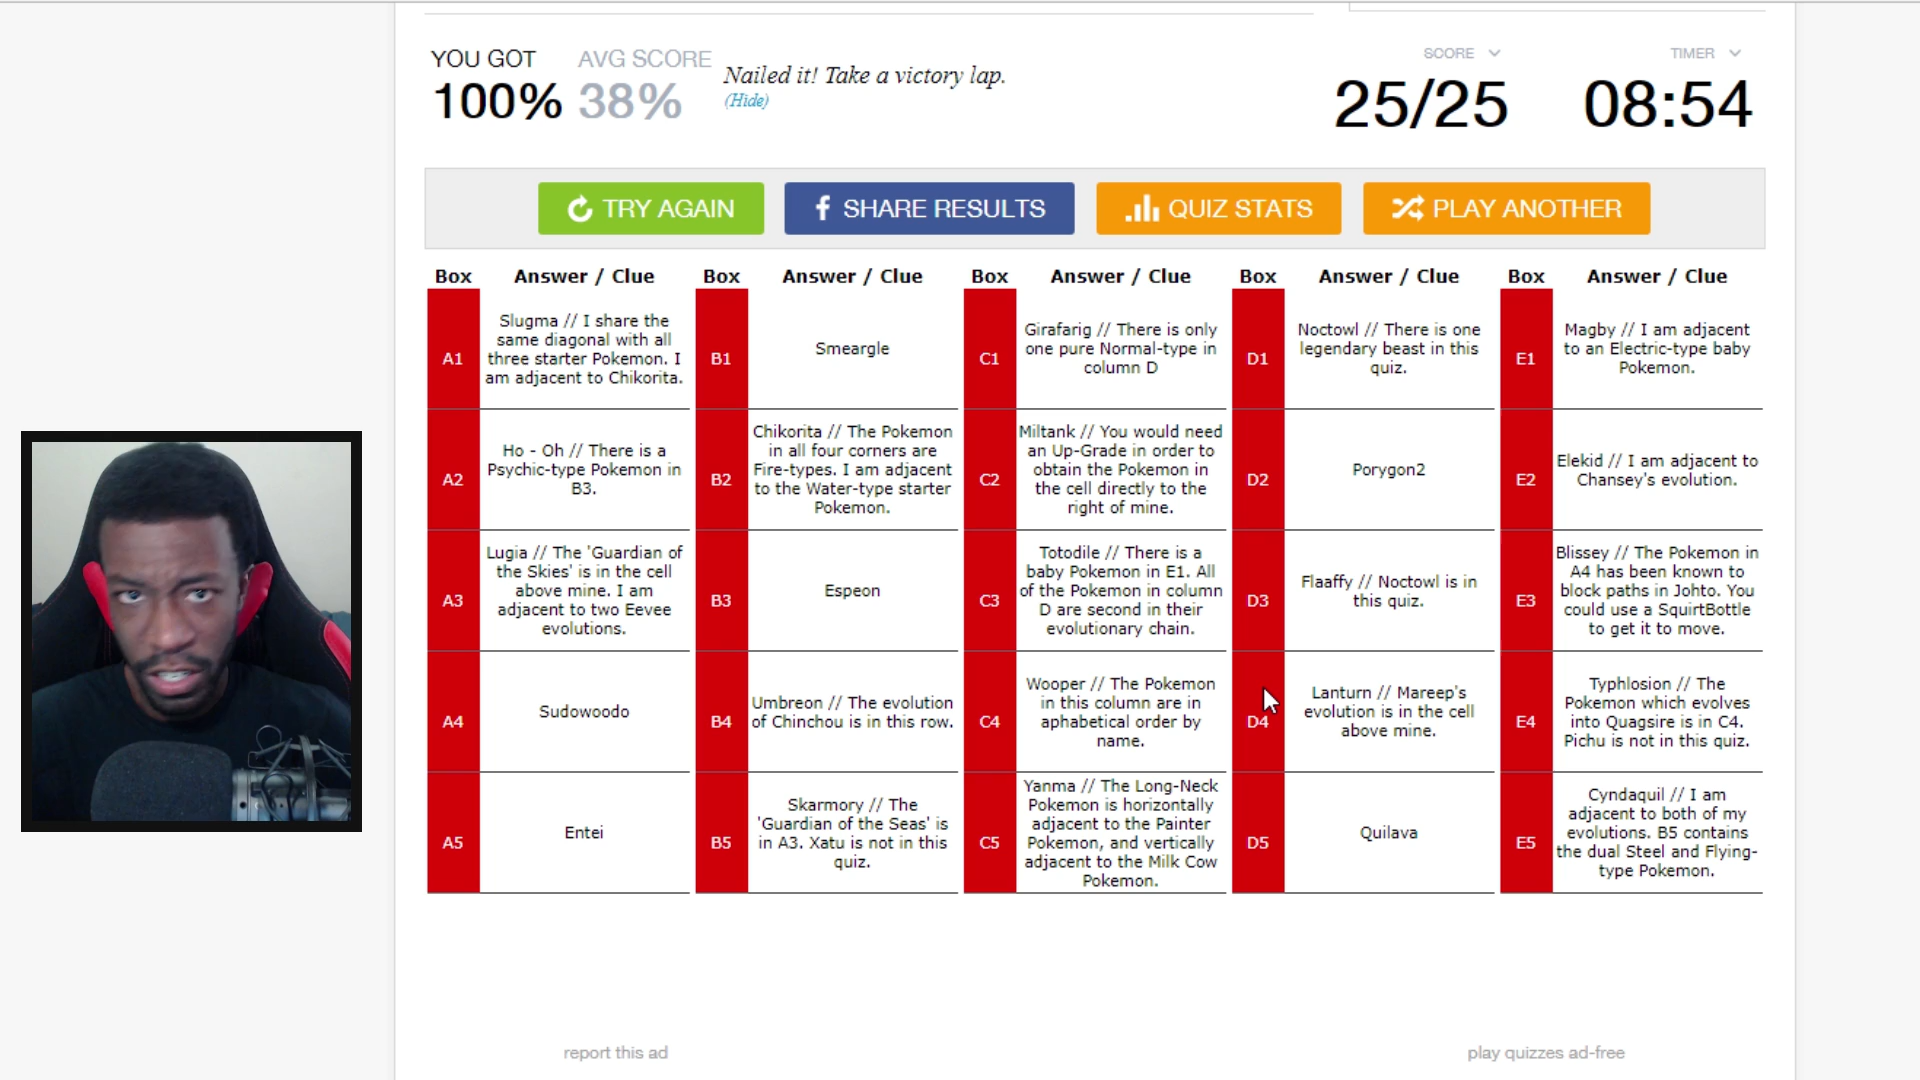 YOU GOT
100%
AVG SCORE
38%
Nailed it! Take a victory lap.
(Hide)
SCORE
25/25
TIMER
08:54
TRY AGAIN
SHARE RESULTS
QUIZ STATS
PLAY ANOTHER
Box Answer / Clue Box Answer / Clue Box Answer / Clue Box Answer / Clue Box Answer / Clue
A1
Slugma // I share the
same diagonal with all
three starter Pokemon. I
am adjacent to Chikorita.
B1
Smeargle
C1
Girafarig // There is only
one pure Normal-type in
column D
D1
Noctowl // There is one
legendary beast in this
quiz.
E1
Magby // I am adjacent
to an Electric-type baby
Pokemon.
A2
Ho - Oh // There is a
Psychic-type Pokemon in
B3.
B2
Chikorita // The Pokemon
in all four corners are
Fire-types. I am adjacent
to the Water-type starter
Pokemon.
C2
Miltank // You would need
an Up-Grade in order to
obtain the Pokemon in
the cell directly to the
right of mine.
D2
Porygon2
E2
Elekid // I am adjacent to
Chansey's evolution.
A3
Lugia // The 'Guardian of
the Skies' is in the cell
above mine. I am
adjacent to two Eevee
evolutions.
B3
Espeon
C3
Totodile // There is a
baby Pokemon in E1. All
of the Pokemon in column
D are second in their
evolutionary chain.
D3
Flaaffy // Noctowl is in
this quiz.
E3
Blissey // The Pokemon in
A4 has been known to
block paths in Johto. You
could use a SquirtBottle
to get it to move.
A4
Sudowoodo
B4
Umbreon // The evolution
of Chinchou is in this row.
C4
Wooper // The Pokemon
in this column are in
aphabetical order by
name.
D4
Lanturn // Mareep's
evolution is in the cell
above mine.
E4
Typhlosion // The
Pokemon which evolves
into Quagsire is in C4.
Pichu is not in this quiz.
A5
Entei
B5
Skarmory // The
'Guardian of the Seas' is
in A3. Xatu is not in this
quiz.
C5
Yanma // The Long-Neck
Pokemon is horizontally
adjacent to the Painter
Pokemon, and vertically
adjacent to the Milk Cow
Pokemon.
D5
Quilava
E5
Cyndaquil // I am
adjacent to both of my
evolutions. B5 contains
the dual Steel and Flying-
type Pokemon.
report this ad
play quizzes ad-free